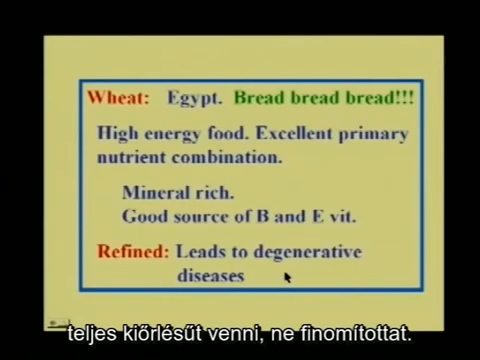 Wheat: Egypt. Bread bread bread!!!
High energy food. Excellent primary
nutrient combination.
Mineral rich.
Good source of B and E vit.
Refined: Leads to degenerative
diseases
teljes kiőrlésűt venni, ne finomítottat.